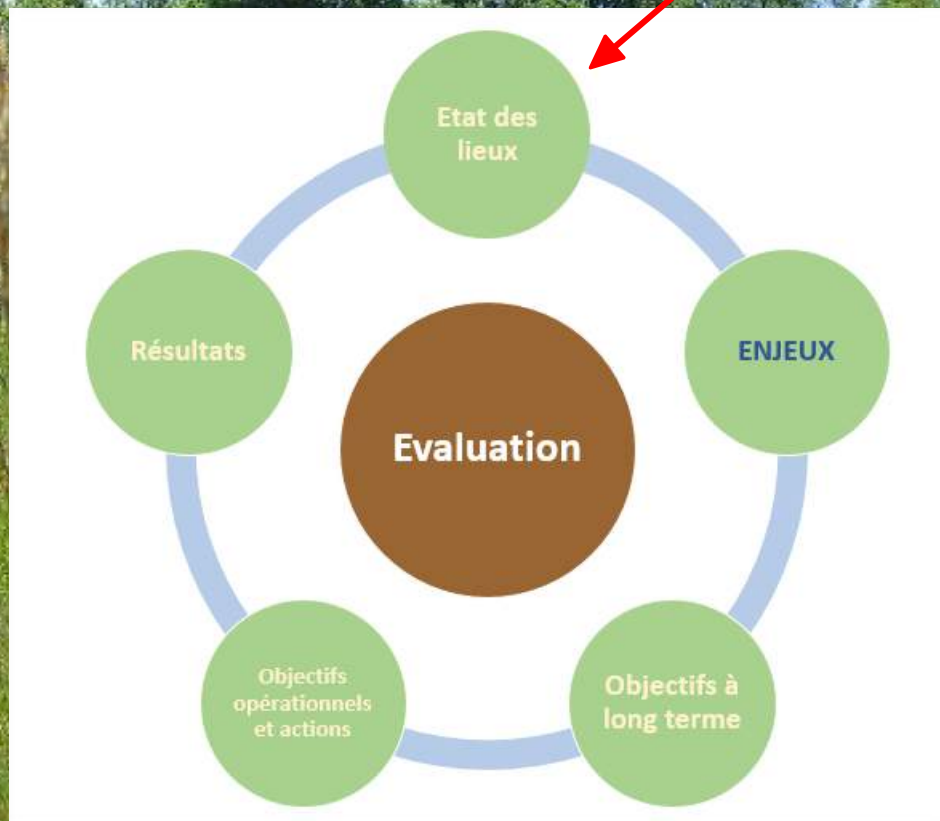 Etat des
lieux
ENJEUX
Résultats
Evaluation
Objectifs
opérationnels
et actions
Objectifs à
long terme